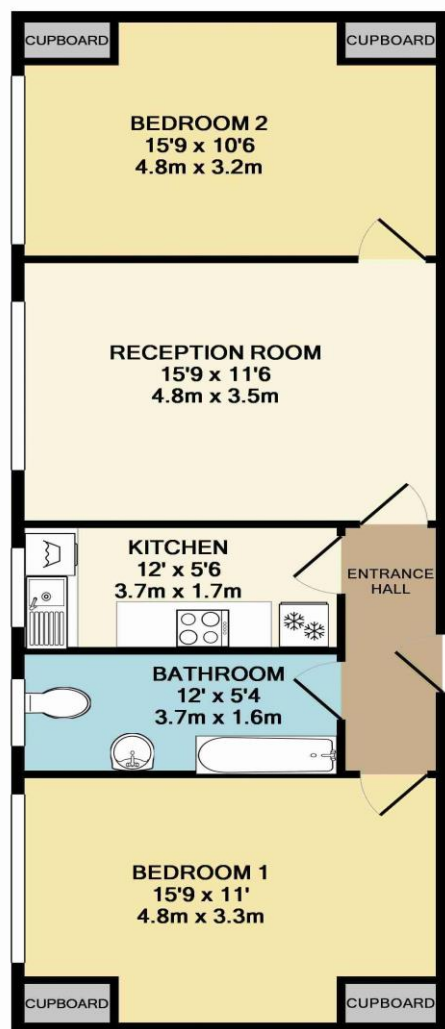 CUPBOARD
CUPBOARD
BEDROOM 2
15'9 x 10'6
4.8m x 3.2m
RECEPTION ROOM
15'9 x 11'6
4.8m x 3.5m
KITCHEN
12' x 5'6
3.7m x 1.7m
ENTRANCE
HALL
BATHROOM
12' x 5'4
3.7m x 1.6m
BEDROOM 1
15'9 x 11'
4.8m x 3.3m
CUPBOARD
CUPBOARD